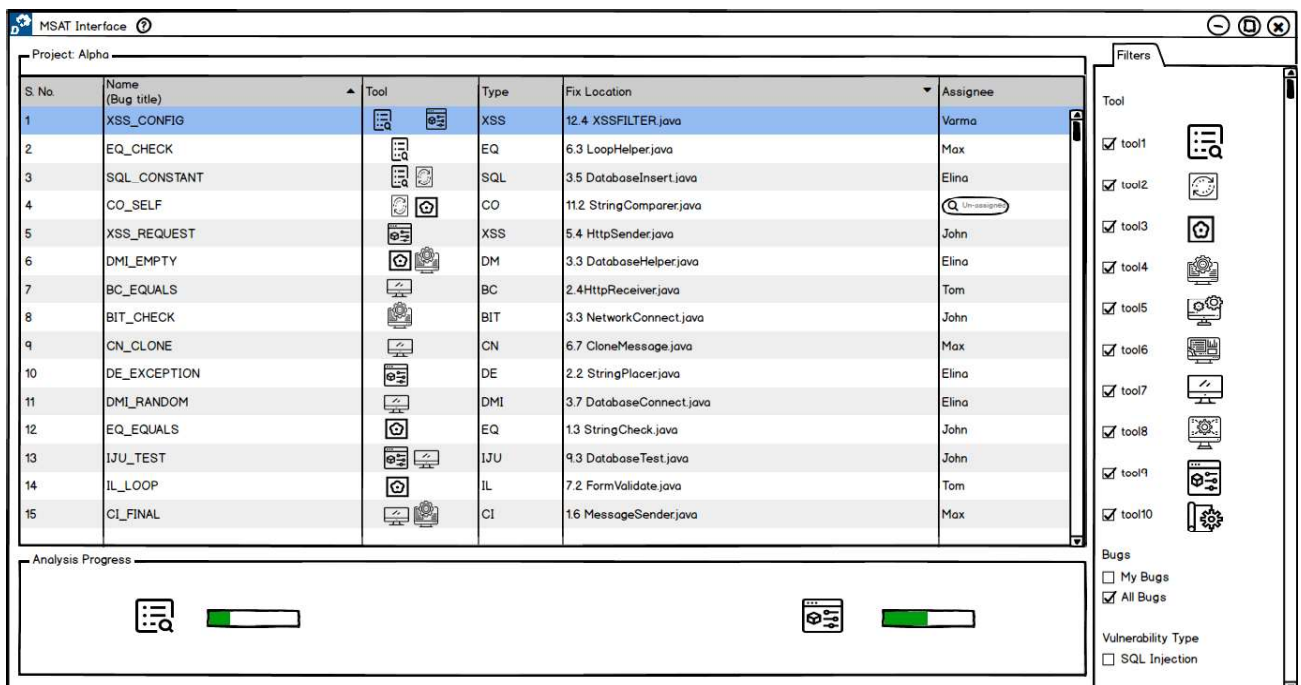 MSAT Interface ?
Project: Alpha
Filters
S. No. Name (Bug title) Tool Type Fix Location Assignee
1 XSS_CONFIG XSS 12.4 XSSFILTER.java Varma
2 EQ_CHECK EQ 6.3 LoopHelper.java Max
3 SQL_CONSTANT SQL 3.5 DatabaseInsert.java Elina
4 CO_SELF CO 11.2 StringComparer.java Un-assigned
5 XSS_REQUEST XSS 5.4 HttpSender.java John
6 DMI_EMPTY DM 3.3 DatabaseHelper.java Elina
7 BC_EQUALS BC 2.4HttpReceiver.java Tom
8 BIT_CHECK BIT 3.3 NetworkConnect.java John
9 CN_CLONE CN 6.7 CloneMessage.java Max
10 DE_EXCEPTION DE 2.2 StringPlacer.java Elina
11 DMI_RANDOM DMI 3.7 DatabaseConnect.java Elina
12 EQ_EQUALS EQ 1.3 StringCheck.java John
13 IJU_TEST IJU 9.3 DatabaseTest.java John
14 IL_LOOP IL 7.2 FormValidate.java Tom
15 CI_FINAL CI 1.6 MessageSender.java Max
Tool
tool1
tool2
tool3
tool4
tool5
tool6
tool7
tool8
tool9
tool10
Bugs
My Bugs
All Bugs
Vulnerability Type
SQL Injection
Analysis Progress